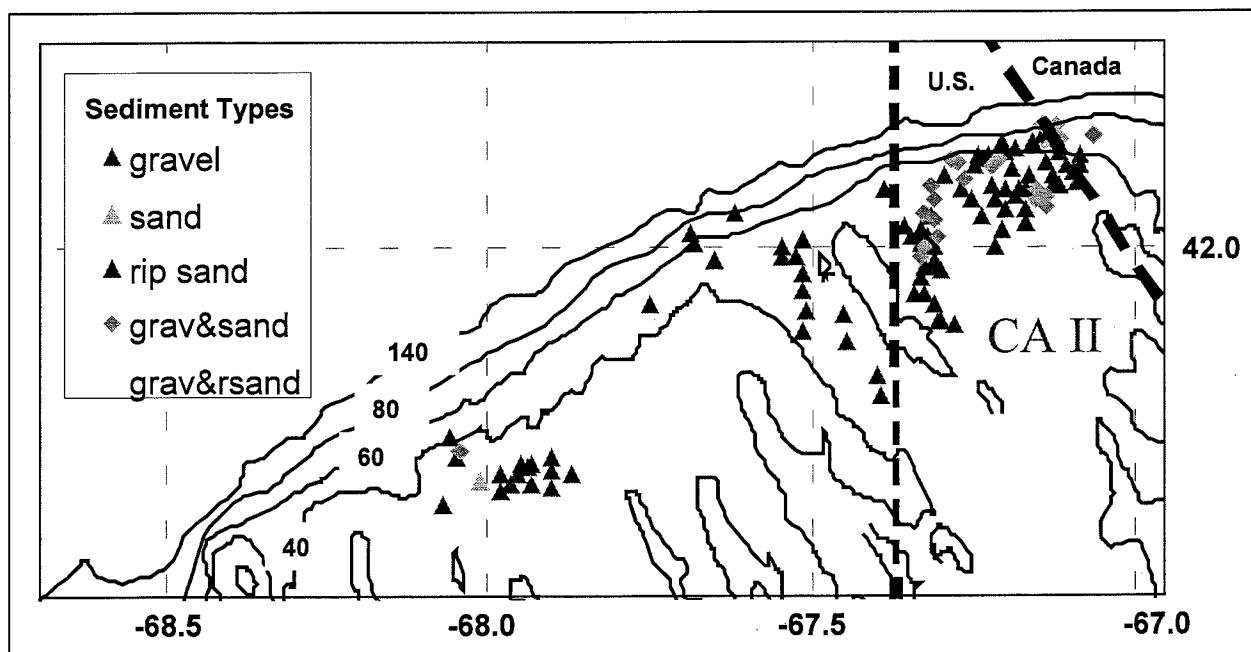 U.S.
Canada
Sediment Types
gravel
sand
rip sand
grav&sand
grav&rsand
140
80
60
40
42.0
CA II
-68.5
-68.0
-67.5
-67.0